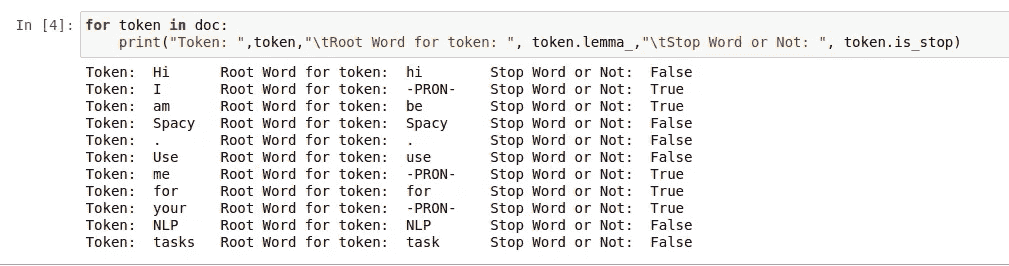 In [4]: for token in doc:
print("Token: ",token,"\tRoot Word for token: ", token.lemma_,"\tStop Word or Not: ", token.is_stop)
Token: Hi Root Word for token: hi Stop Word or Not: False
Token: I Root Word for token: -PRON- Stop Word or Not: True
Token: am Root Word for token: be Stop Word or Not: True
Token: Spacy Root Word for token: Spacy Stop Word or Not: False
Token: . Root Word for token: . Stop Word or Not: False
Token: Use Root Word for token: use Stop Word or Not: False
Token: me Root Word for token: -PRON- Stop Word or Not: True
Token: for Root Word for token: for Stop Word or Not: True
Token: your Root Word for token: -PRON- Stop Word or Not: True
Token: NLP Root Word for token: NLP Stop Word or Not: False
Token: tasks Root Word for token: task Stop Word or Not: False